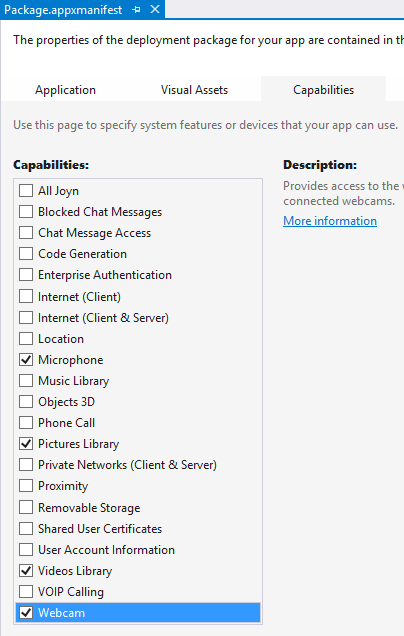 Package.appxmanifest
The properties of the deployment package for your app are contained in th
Application Visual Assets Capabilities
Use this page to specify system features or devices that your app can use.
Capabilities: Description:
All Joyn Provides access to the
Blocked Chat Messages connected webcams.
Chat Message Access More information
Code Generation
Enterprise Authentication
Internet (Client)
Internet (Client & Server)
Location
Microphone
Music Library
Objects 3D
Phone Call
Pictures Library
Private Networks (Client & Server)
Proximity
Removable Storage
Shared User Certificates
User Account Information
Videos Library
VOIP Calling
Webcam